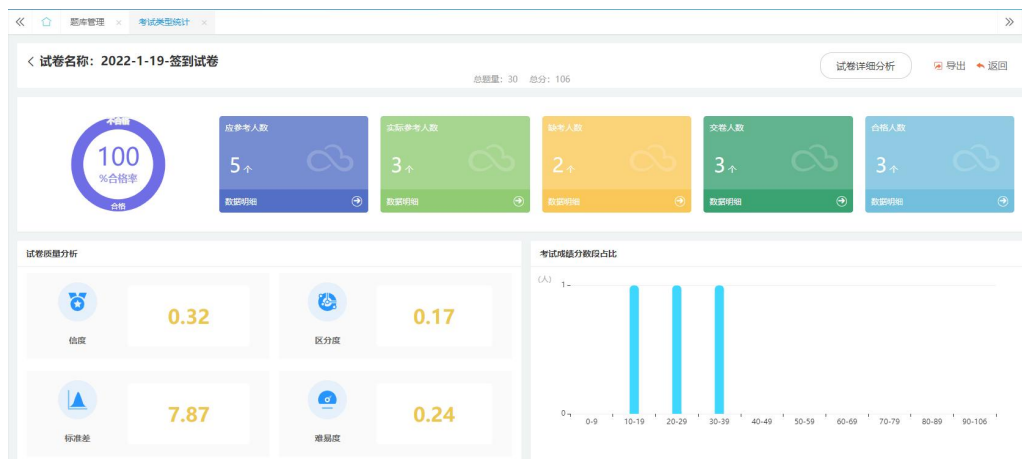 题库管理 × 考试类型统计 ×
试卷名称：2022-1-19-签到试卷
总题量：30 总分：106
试卷详细分析 导出 返回
不合格
100
%合格率
合格
应参考人数
5个
数据明细
实际参考人数
3个
数据明细
缺考人数
2个
数据明细
交卷人数
3个
数据明细
合格人数
3个
数据明细
试卷质量分析
0.32
信度
0.17
区分度
7.87
标准差
0.24
难易度
考试成绩分数段占比
(人)
1
0
0-9 10-19 20-29 30-39 40-49 50-59 60-69 70-79 80-89 90-106